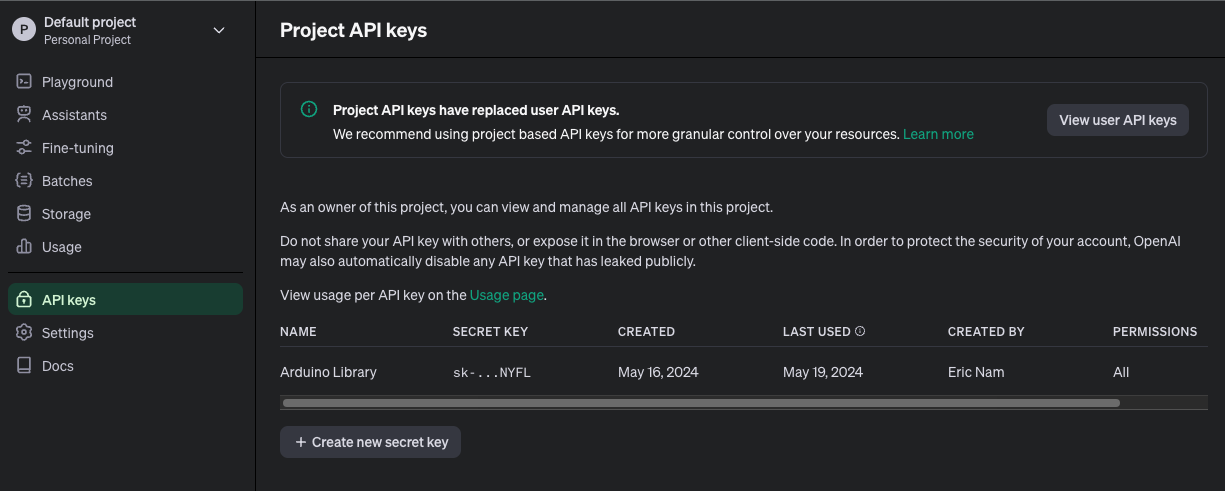 P
Default project
Personal Project
Playground
Assistants
Fine-tuning
Batches
Storage
Usage
API keys
Settings
Docs
Project API keys
Project API keys have replaced user API keys.
We recommend using project based API keys for more granular control over your resources. Learn more
View user API keys
As an owner of this project, you can view and manage all API keys in this project.
Do not share your API key with others, or expose it in the browser or other client-side code. In order to protect the security of your account, OpenAI
may also automatically disable any API key that has leaked publicly.
View usage per API key on the Usage page.
NAME SECRET KEY CREATED LAST USED CREATED BY PERMISSIONS
Arduino Library sk-...NYFL May 16, 2024 May 19, 2024 Eric Nam All
+ Create new secret key